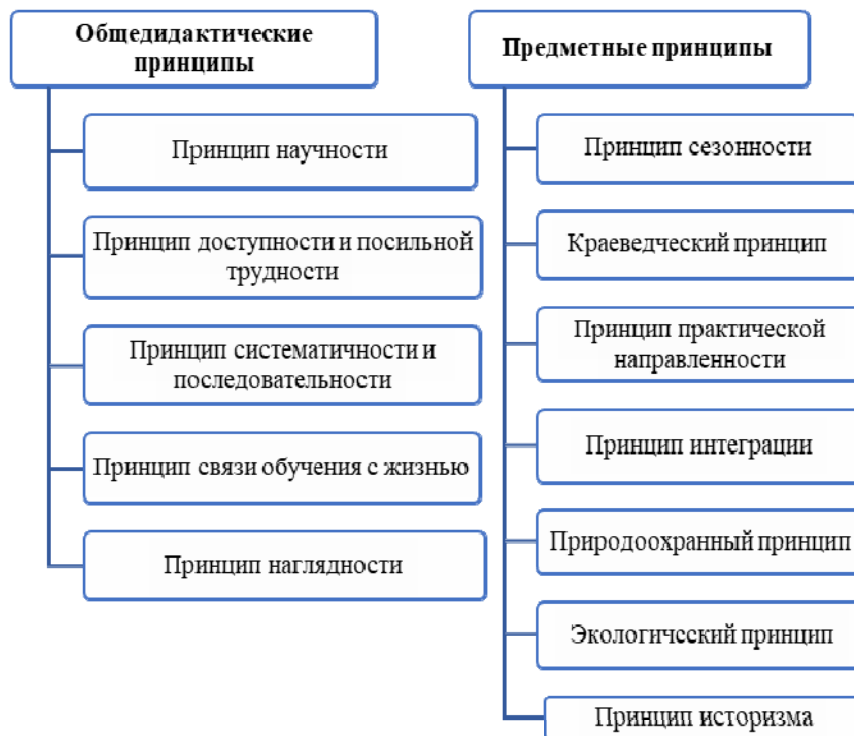 Общедидактические
принципы
Принцип научности
Принцип доступности и посильной
трудности
Принцип систематичности и
последовательности
Принцип связи обучения с жизнью
Принцип наглядности
Предметные принципы
Принцип сезонности
Краеведческий принцип
Принцип практической
направленности
Принцип интеграции
Природоохранный принцип
Экологический принцип
Принцип историзма